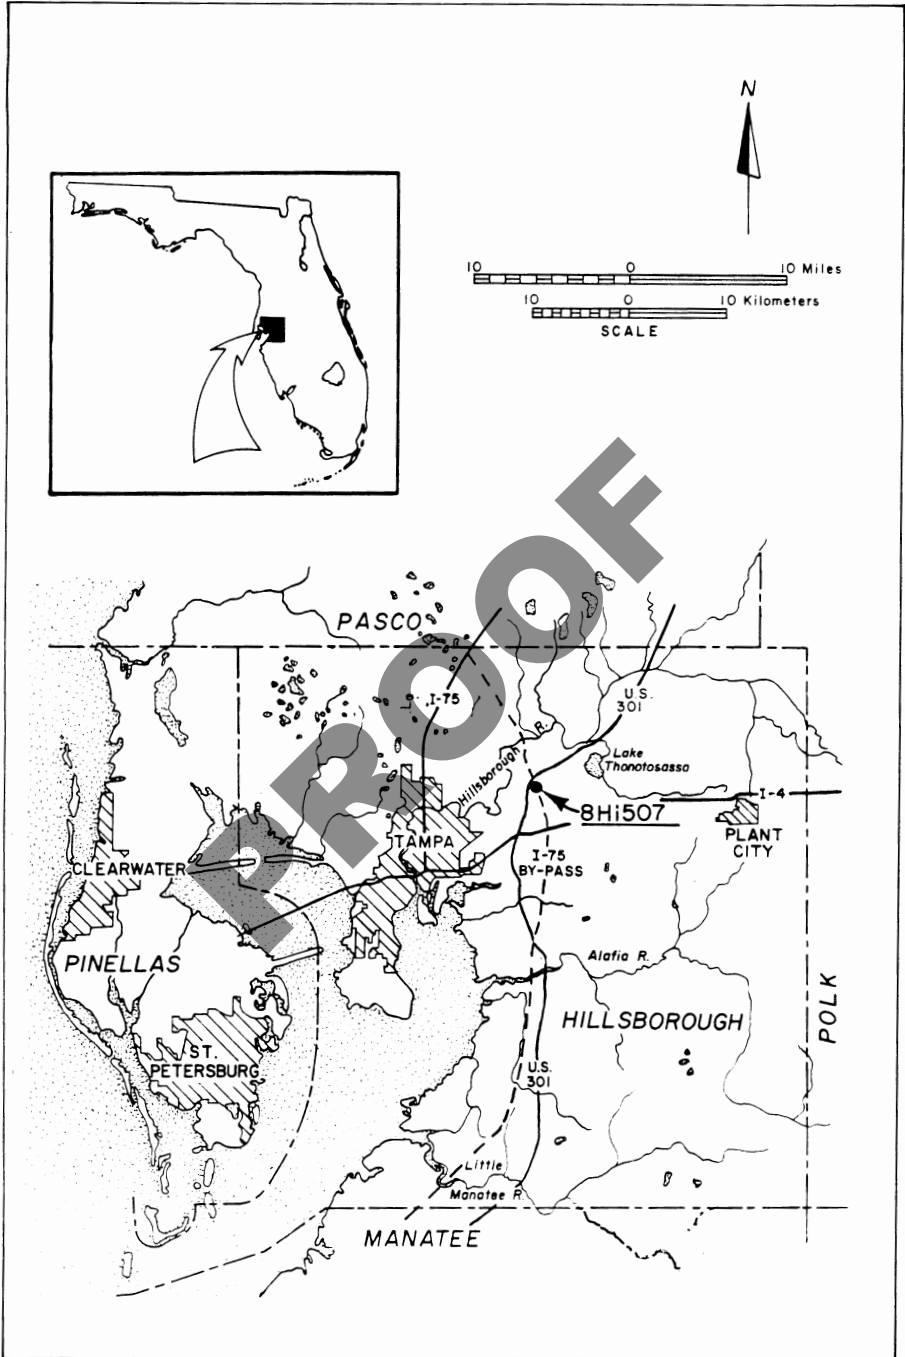 N
10 0 10 Miles
10 0 10 Kilometers
SCALE
PROOF
PASCO
I-75
U.S.
301
Hillsborough R.
Lake
Thonotosassa
I-4
8Hi507
PLANT
CITY
TAMPA
I-75
BY-PASS
CLEARWATER
PINELLAS
Alafia R.
HILLSBOROUGH
POLK
ST.
PETERSBURG
U.S.
301
Little
Manatee R.
MANATEE